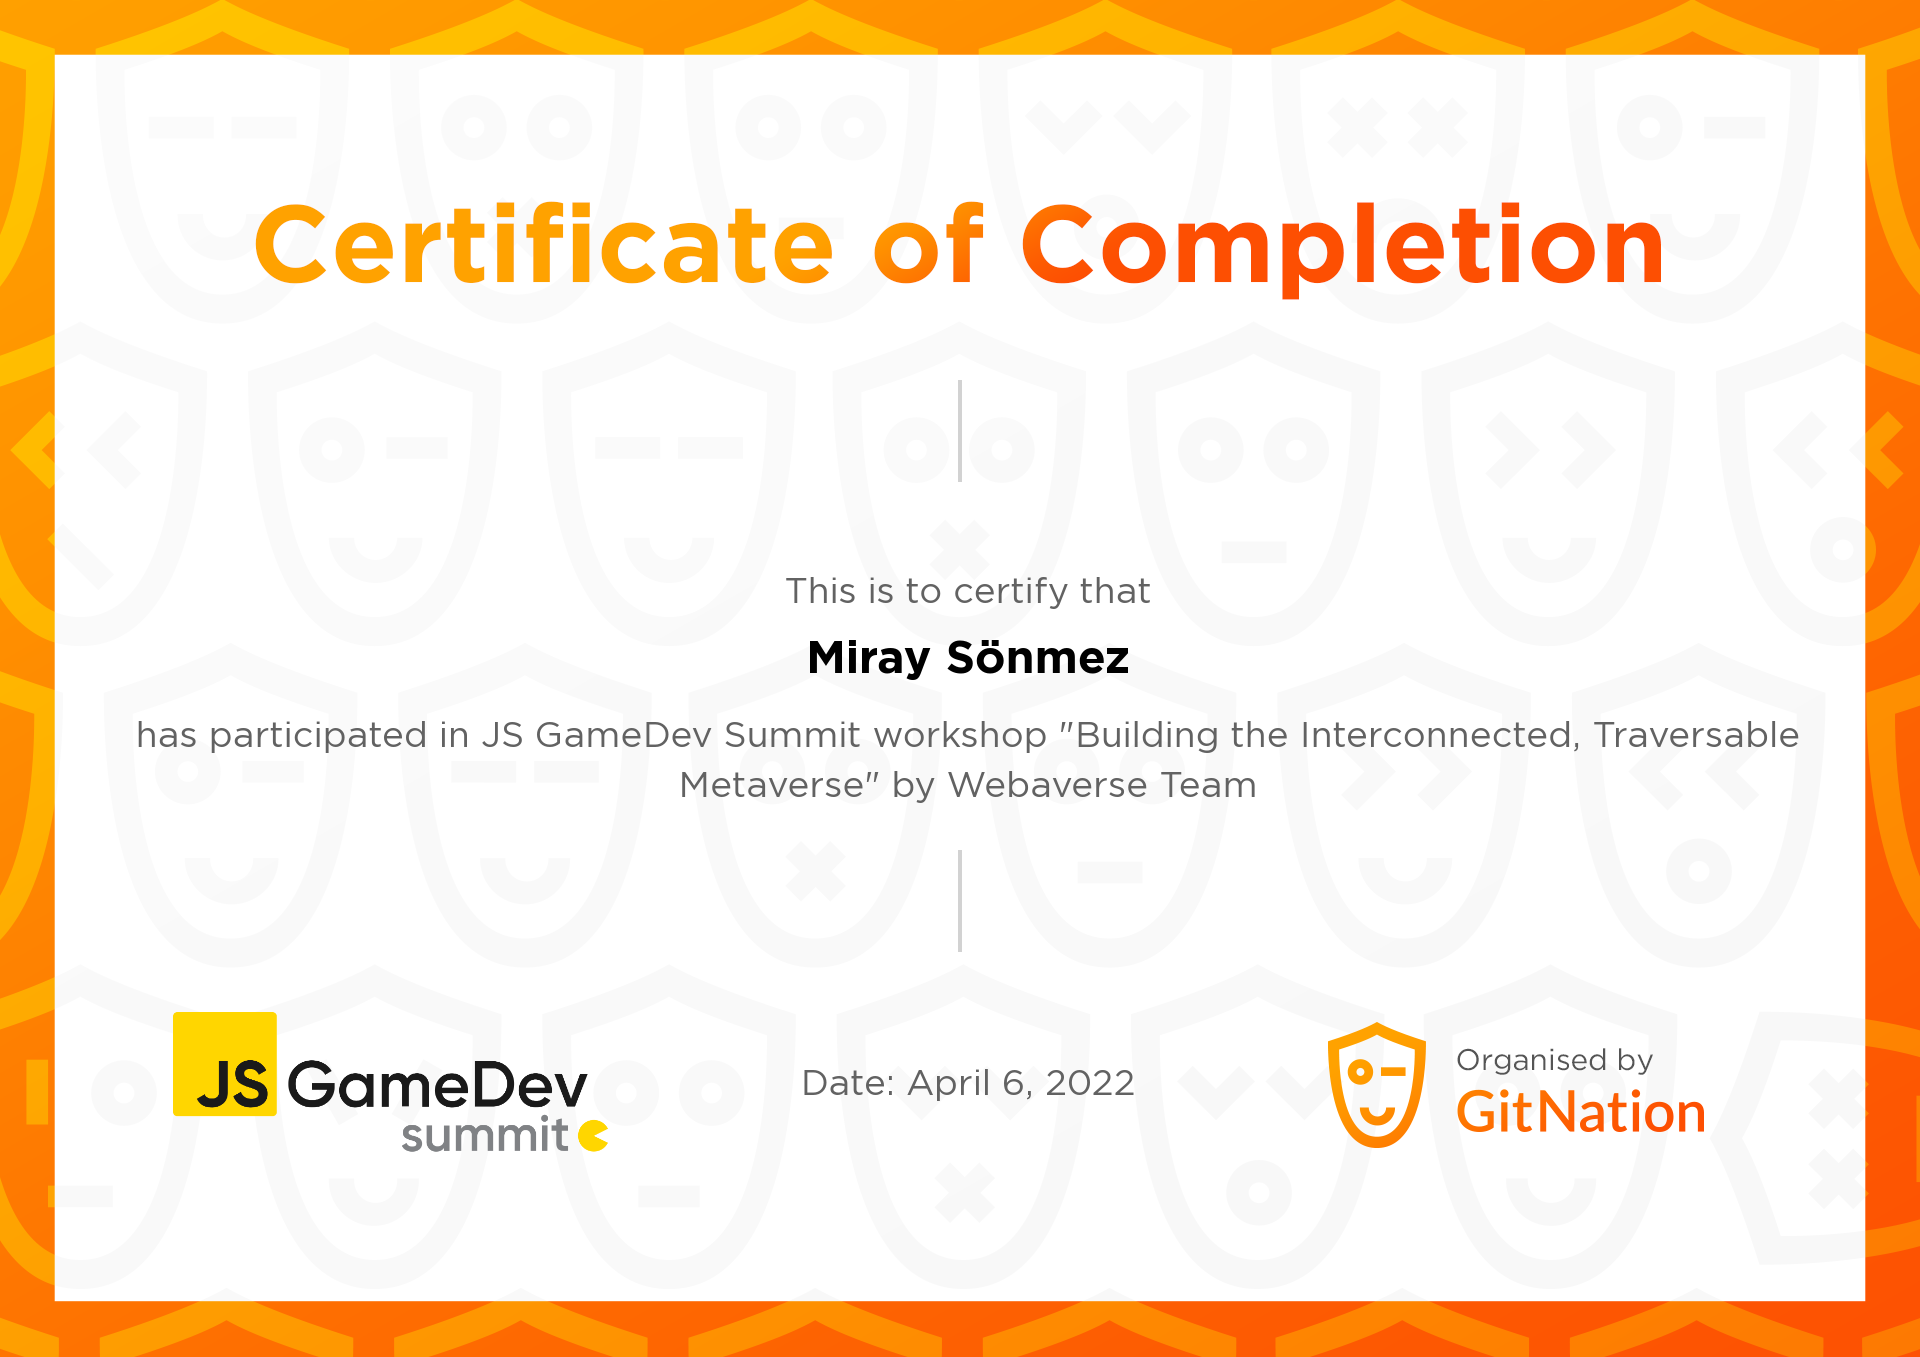 Certificate of Completion
This is to certify that
Miray Sönmez
has participated in JS GameDev Summit workshop "Building the Interconnected, Traversable
Metaverse" by Webaverse Team
JS GameDev
summit
Date: April 6, 2022
Organised by
GitNation